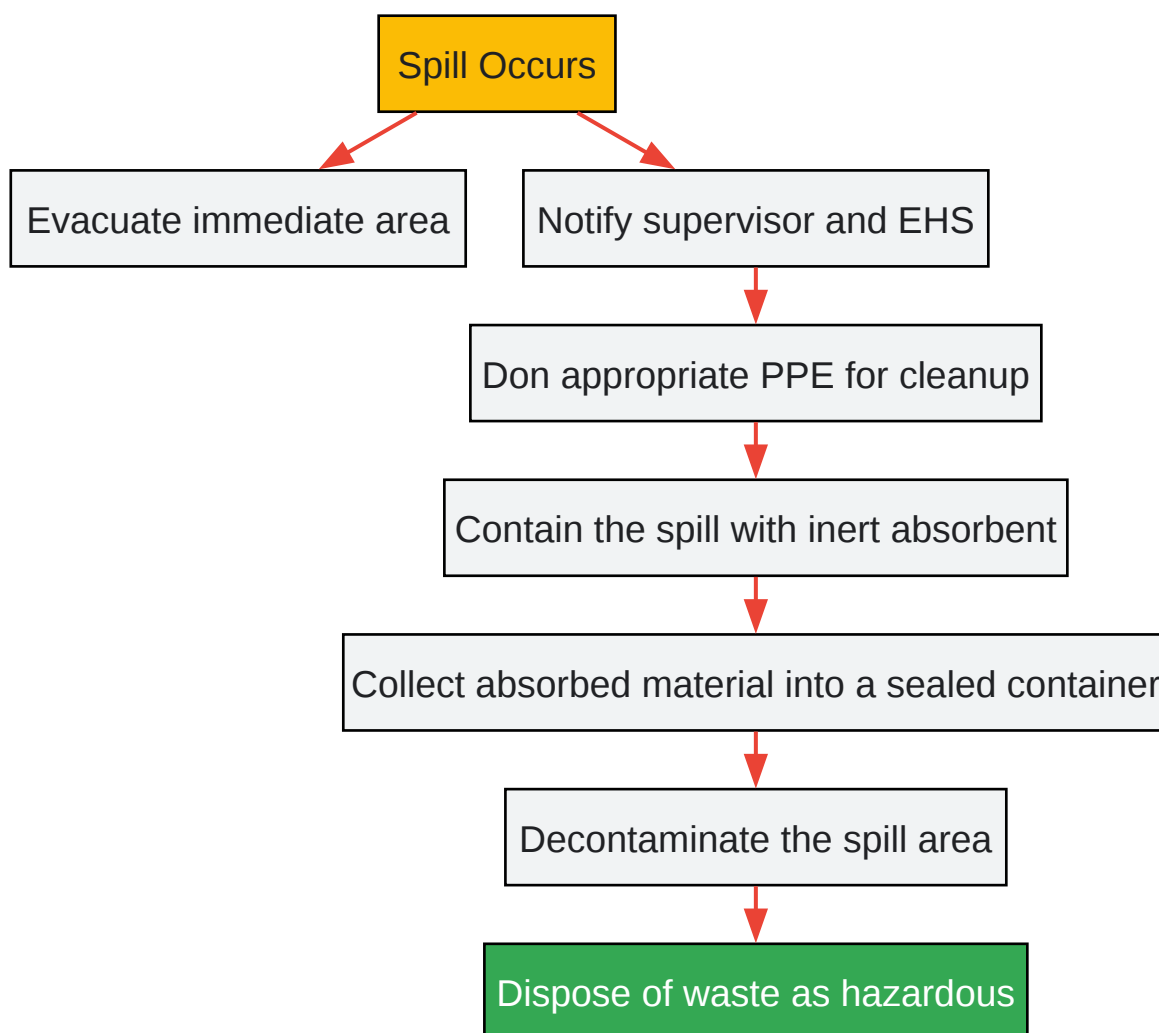 Spill Occurs
Evacuate immediate area
Notify supervisor and EHS
Don appropriate PPE for cleanup
Contain the spill with inert absorbent
Collect absorbed material into a sealed container
Decontaminate the spill area
Dispose of waste as hazardous